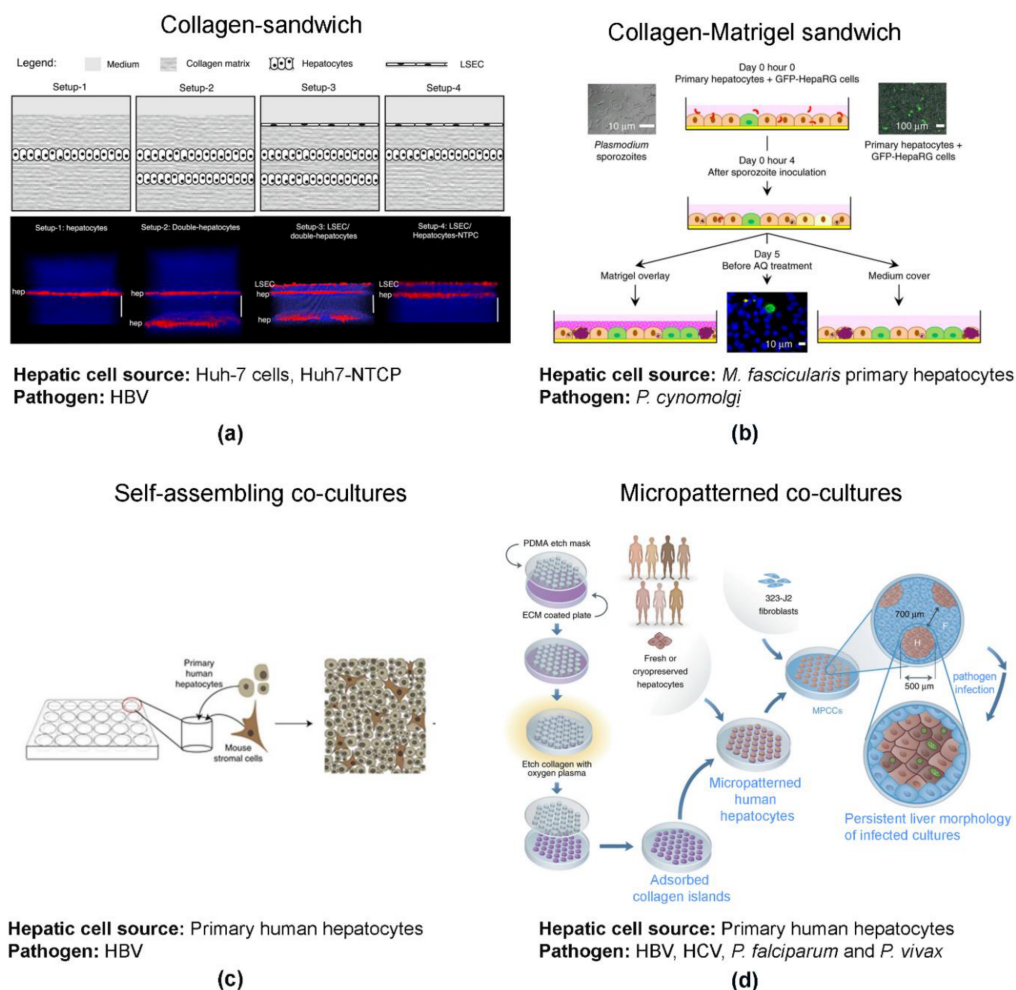 Collagen-sandwich
Legend:
Medium
Collagen matrix
Hepatocytes
LSEC
Setup-1
Setup-2
Setup-3
Setup-4
Setup-1: hepatocytes
Setup-2: Double-hepatocytes
Setup-3: LSEC/
double-hepatocytes
Setup-4: LSEC/
Hepatocytes-NTPC
hep
hep
hep
LSEC
hep
hep
LSEC
hep
Hepatic cell source: Huh-7 cells, Huh7-NTCP
Pathogen: HBV
(a)
Collagen-Matrigel sandwich
Day 0 hour 0
Primary hepatocytes + GFP-HepaRG cells
10 μm
Plasmodium
sporozoites
100 μm
Primary hepatocytes +
GFP-HepaRG cells
Day 0 hour 4
After sporozoite inoculation
Matrigel overlay
Day 5
Before AQ treatment
Medium cover
10 μm
Hepatic cell source: M. fascicularis primary hepatocytes
Pathogen: P. cynomolgi
(b)
Self-assembling co-cultures
Primary
human
hepatocytes
Mouse
stromal cells
Hepatic cell source: Primary human hepatocytes
Pathogen: HBV
(c)
Micropatterned co-cultures
PDMA etch mask
ECM coated plate
Etch collagen with
oxygen plasma
Adsorbed
collagen islands
Fresh or
cryopreserved
hepatocytes
Micropatterned
human
hepatocytes
323-J2
fibroblasts
MPCCs
700 μm
F
H
500 μm
pathogen
infection
Persistent liver morphology
of infected cultures
Hepatic cell source: Primary human hepatocytes
Pathogen: HBV, HCV, P. falciparum and P. vivax
(d)